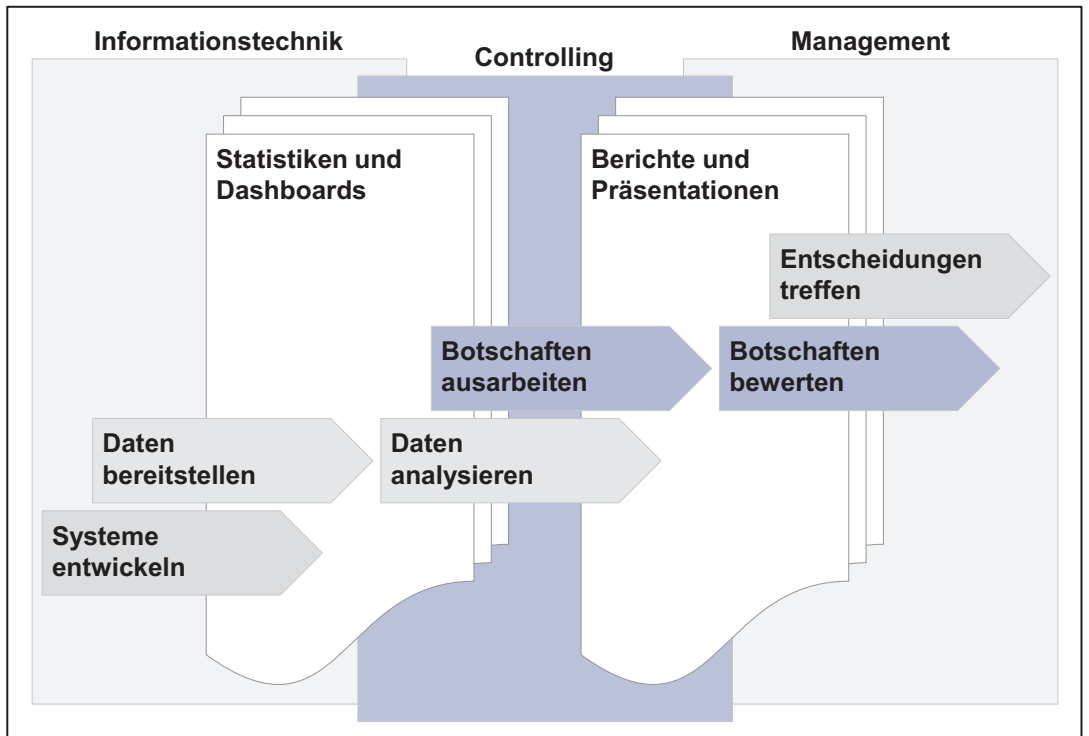 Informationstechnik
Controlling
Management
Statistiken und
Dashboards
Berichte und
Präsentationen
Entscheidungen
treffen
Botschaften
ausarbeiten
Botschaften
bewerten
Daten
bereitstellen
Daten
analysieren
Systeme
entwickeln